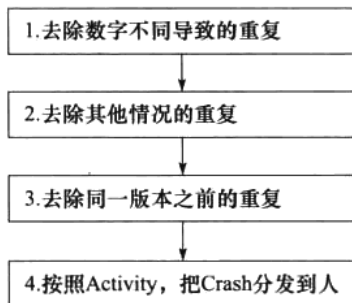 1.去除数字不同导致的重复
2.去除其他情况的重复
3.去除同一版本之前的重复
4.按照Activity，把Crash分发到人